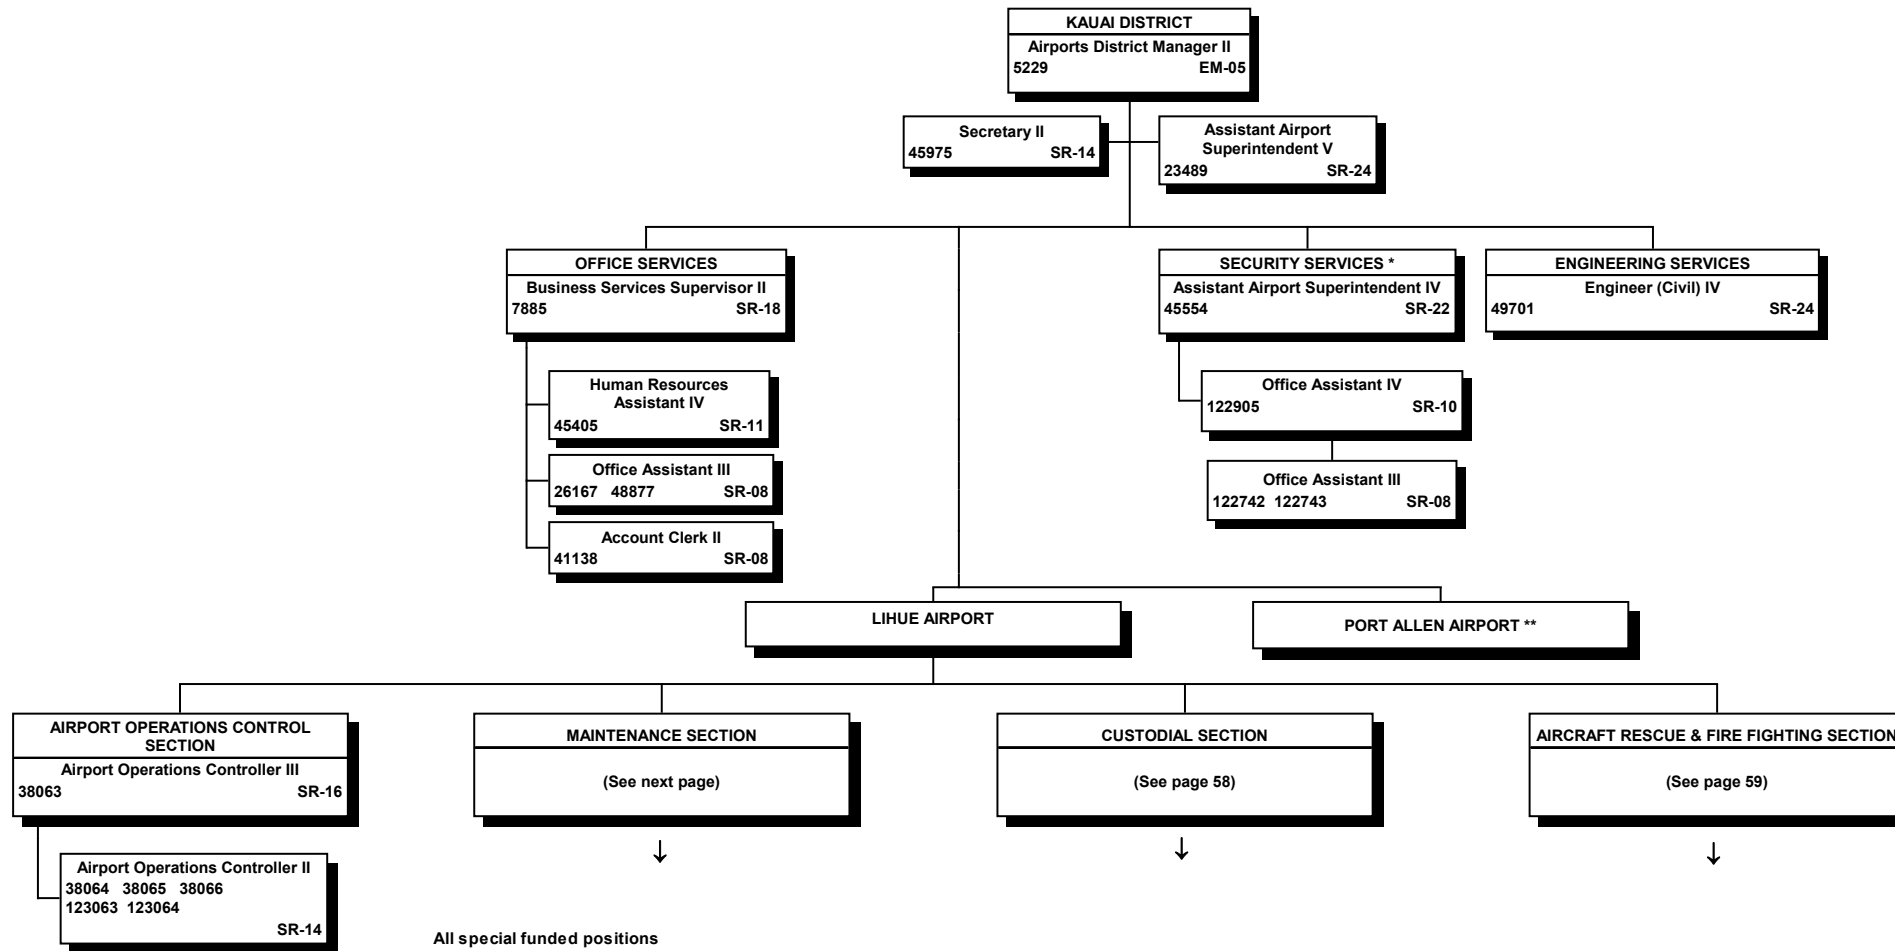 KAUAI DISTRICT
Airports District Manager II
5229 EM-05
Secretary II
45975 SR-14
Assistant Airport
Superintendent V
23489 SR-24
OFFICE SERVICES
Business Services Supervisor II
7885 SR-18
Human Resources
Assistant IV
45405 SR-11
Office Assistant III
26167 48877 SR-08
Account Clerk II
41138 SR-08
SECURITY SERVICES *
Assistant Airport Superintendent IV
45554 SR-22
Office Assistant IV
122905 SR-10
Office Assistant III
122742 122743 SR-08
ENGINEERING SERVICES
Engineer (Civil) IV
49701 SR-24
LIHUE AIRPORT
PORT ALLEN AIRPORT **
AIRPORT OPERATIONS CONTROL
SECTION
Airport Operations Controller III
38063 SR-16
Airport Operations Controller II
38064 38065 38066
123063 123064
SR-14
MAINTENANCE SECTION
(See next page)
CUSTODIAL SECTION
(See page 58)
AIRCRAFT RESCUE & FIRE FIGHTING SECTION
(See page 59)
All special funded positions